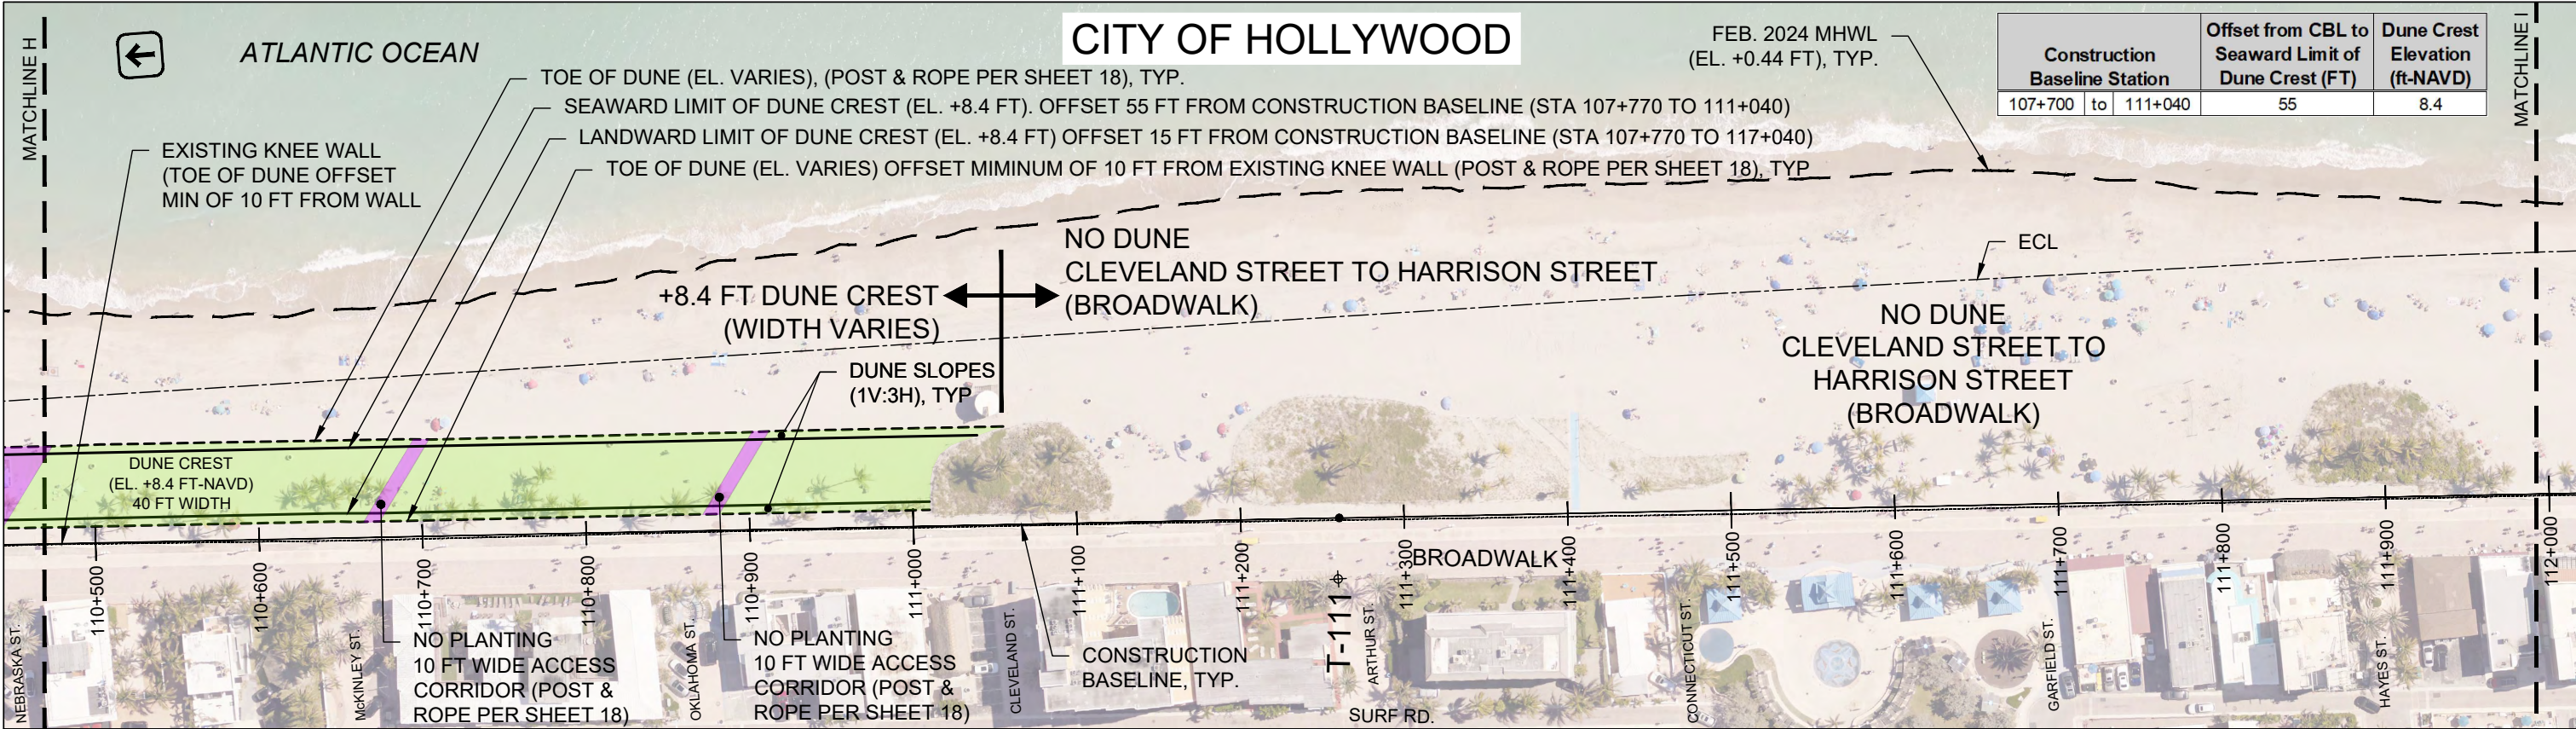 CITY OF HOLLYWOOD
MATCHLINE H
ATLANTIC OCEAN
TOE OF DUNE (EL. VARIES), (POST & ROPE PER SHEET 18), TYP.
SEAWARD LIMIT OF DUNE CREST (EL. +8.4 FT). OFFSET 55 FT FROM CONSTRUCTION BASELINE (STA 107+770 TO 111+040)
LANDWARD LIMIT OF DUNE CREST (EL. +8.4 FT) OFFSET 15 FT FROM CONSTRUCTION BASELINE (STA 107+770 TO 117+040)
TOE OF DUNE (EL. VARIES) OFFSET MIMINUM OF 10 FT FROM EXISTING KNEE WALL (POST & ROPE PER SHEET 18), TYP
EXISTING KNEE WALL
(TOE OF DUNE OFFSET
MIN OF 10 FT FROM WALL
FEB. 2024 MHWL
(EL. +0.44 FT), TYP.
Construction
Baseline Station
Offset from CBL to
Seaward Limit of
Dune Crest (FT)
Dune Crest
Elevation
(ft-NAVD)
107+700 to 111+040 55 8.4
MATCHLINE I
NO DUNE
CLEVELAND STREET TO HARRISON STREET
(BROADWALK)
+8.4 FT DUNE CREST
(WIDTH VARIES)
ECL
NO DUNE
CLEVELAND STREET TO
HARRISON STREET
(BROADWALK)
DUNE SLOPES
(1V:3H), TYP
DUNE CREST
(EL. +8.4 FT-NAVD)
40 FT WIDTH
110+500
110+600
110+700
110+800
110+900
111+000
111+100
111+200
111+300
111+400
111+500
111+600
111+700
111+800
111+900
112+000
BROADWALK
T-111
NEBRASKA ST.
McKINLEY ST.
OKLAHOMA ST.
CLEVELAND ST.
ARTHUR ST.
CONNECTICUT ST.
GARFIELD ST.
HAYES ST.
NO PLANTING
10 FT WIDE ACCESS
CORRIDOR (POST &
ROPE PER SHEET 18)
NO PLANTING
10 FT WIDE ACCESS
CORRIDOR (POST &
ROPE PER SHEET 18)
CONSTRUCTION
BASELINE, TYP.
SURF RD.